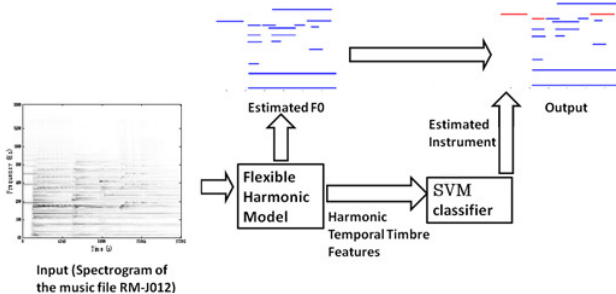 Estimated F0
Output
Estimated
Instrument
Flexible
Harmonic
Model
SVM
classifier
Harmonic
Temporal Timbre
Features
Input (Spectrogram of
the music file RM-J012)